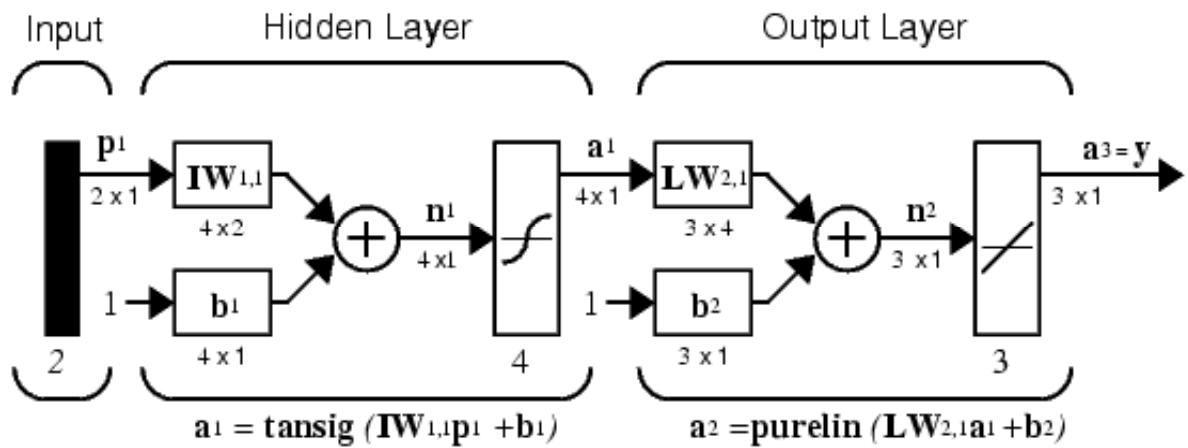 Input Hidden Layer Output Layer
p1 a1 a3 = y
IW1,1 LW2,1
2 x 1 4 x 1 3 x 1
4 x 2 n1 3 x 4 n2
4 x1 3 x 1
1 b1 1 b2
2 4 x 1 4 3 x 1 3
a1 = tansig (IW1,1p1 +b1) a2 =purelin (LW2,1a1 +b2)